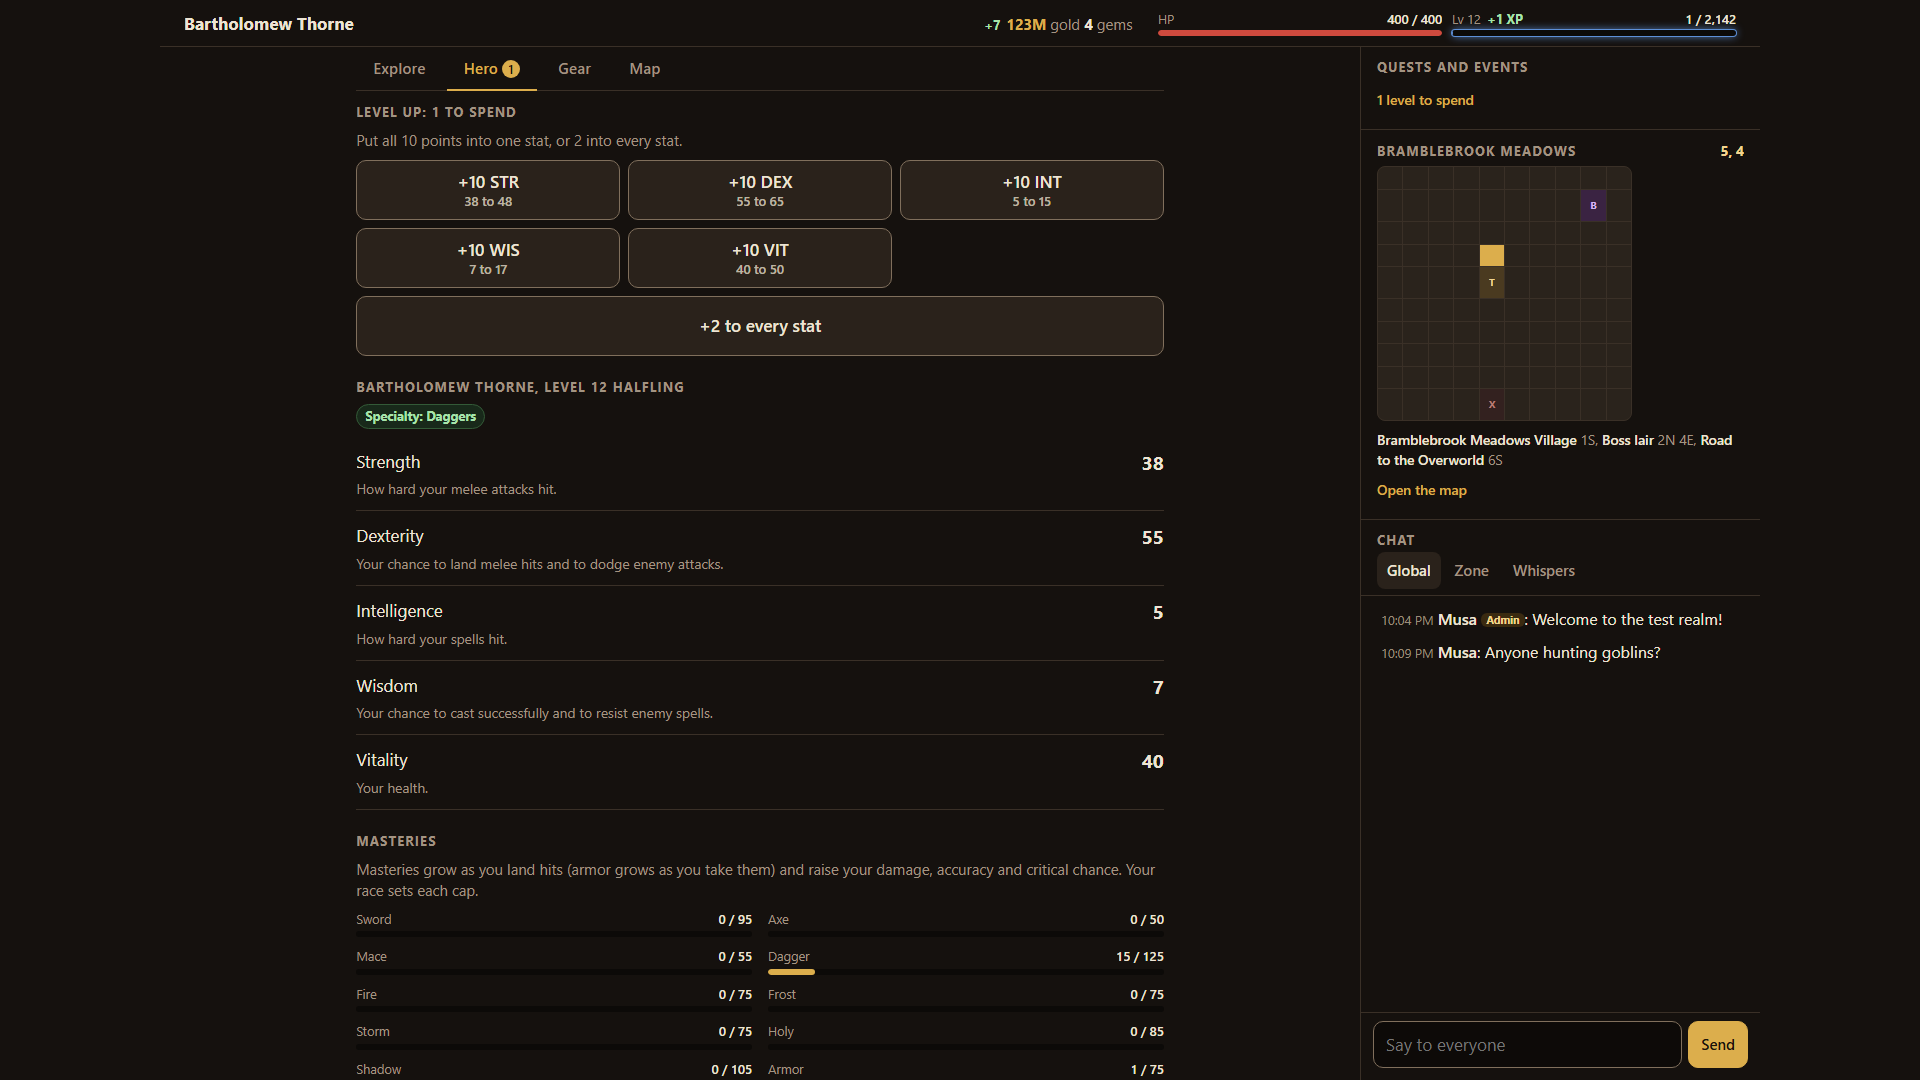 Bartholomew Thorne
+7 123M gold 4 gems
HP 400 / 400
Lv 12 +1 XP 1 / 2,142
Explore
Hero 1
Gear
Map
LEVEL UP: 1 TO SPEND
Put all 10 points into one stat, or 2 into every stat.
+10 STR
38 to 48
+10 DEX
55 to 65
+10 INT
5 to 15
+10 WIS
7 to 17
+10 VIT
40 to 50
+2 to every stat
BARTHOLOMEW THORNE, LEVEL 12 HALFLING
Specialty: Daggers
Strength 38
How hard your melee attacks hit.
Dexterity 55
Your chance to land melee hits and to dodge enemy attacks.
Intelligence 5
How hard your spells hit.
Wisdom 7
Your chance to cast successfully and to resist enemy spells.
Vitality 40
Your health.
MASTERIES
Masteries grow as you land hits (armor grows as you take them) and raise your damage, accuracy and critical chance. Your
race sets each cap.
Sword 0 / 95
Axe 0 / 50
Mace 0 / 55
Dagger 15 / 125
Fire 0 / 75
Frost 0 / 75
Storm 0 / 75
Holy 0 / 85
Shadow 0 / 105
Armor 1 / 75
QUESTS AND EVENTS
1 level to spend
BRAMBLEBROOK MEADOWS 5, 4
B
T
X
Bramblebrook Meadows Village 1S, Boss lair 2N 4E, Road
to the Overworld 6S
Open the map
CHAT
Global
Zone
Whispers
10:04 PM Musa Admin : Welcome to the test realm!
10:09 PM Musa: Anyone hunting goblins?
Say to everyone
Send